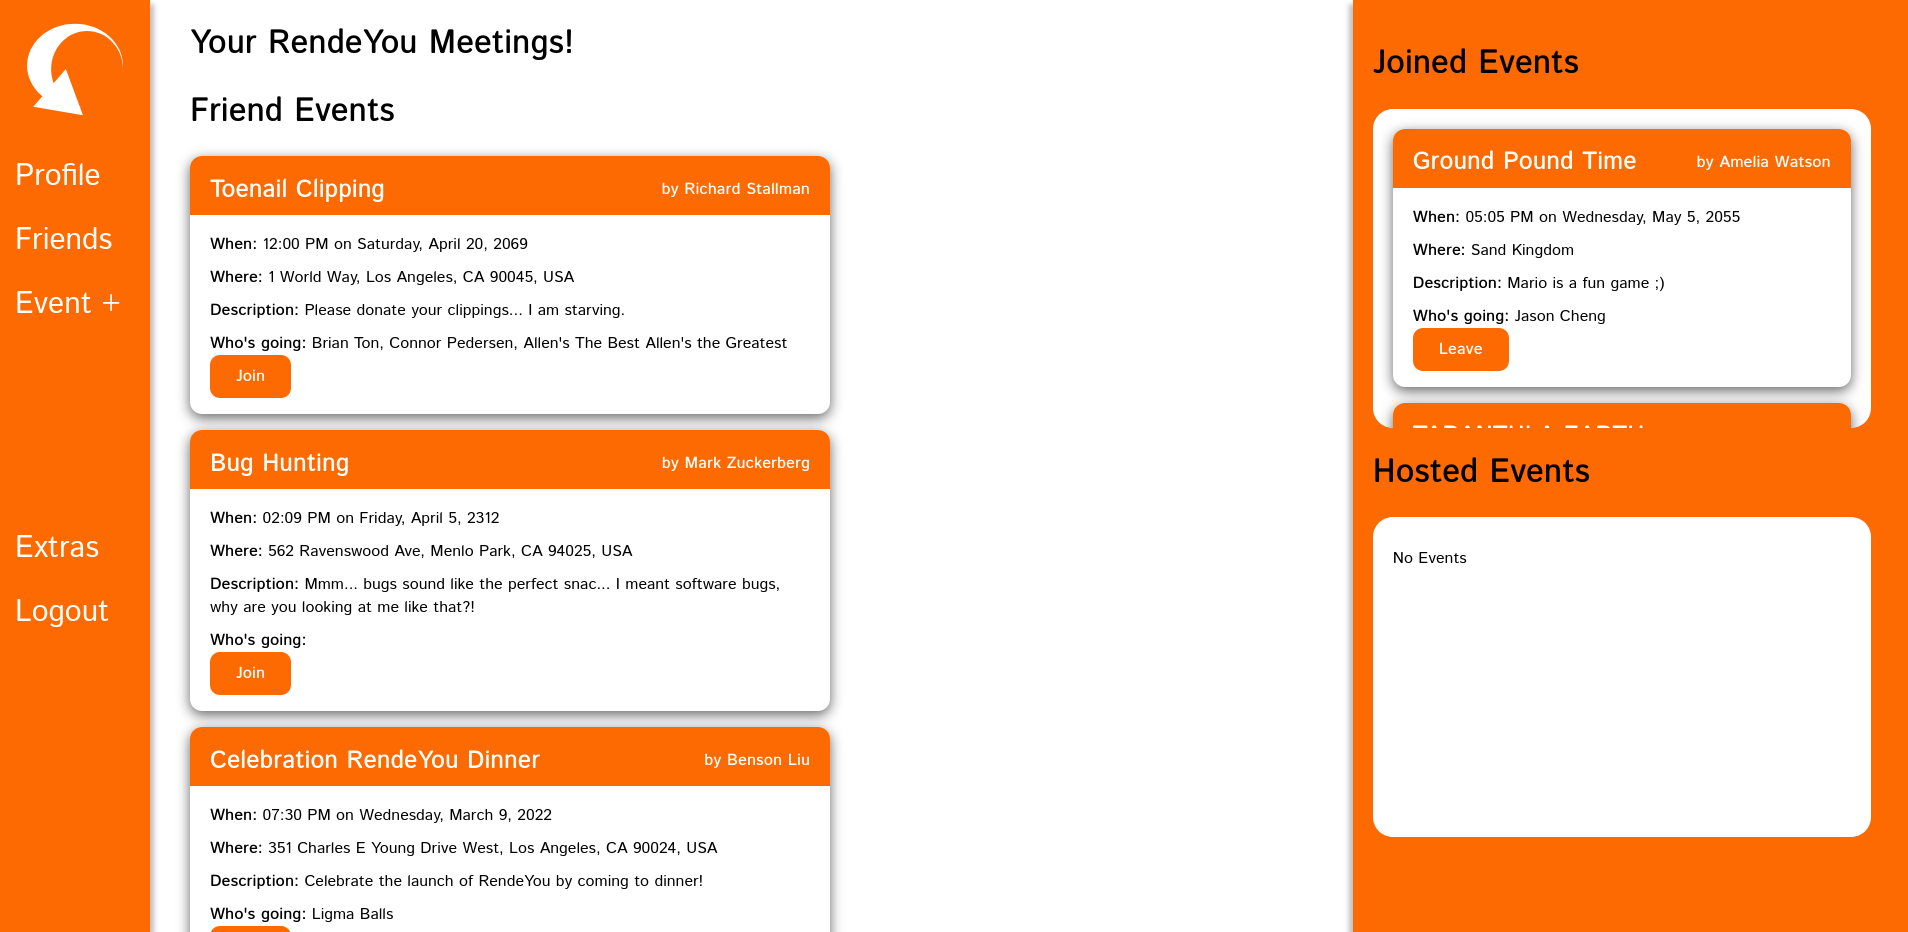 Profile
Friends
Event +
Extras
Logout
Your RendeYou Meetings!
Friend Events
Toenail Clipping
by Richard Stallman
When: 12:00 PM on Saturday, April 20, 2069
Where: 1 World Way, Los Angeles, CA 90045, USA
Description: Please donate your clippings... I am starving.
Who's going: Brian Ton, Connor Pedersen, Allen's The Best Allen's the Greatest
Join
Bug Hunting
by Mark Zuckerberg
When: 02:09 PM on Friday, April 5, 2312
Where: 562 Ravenswood Ave, Menlo Park, CA 94025, USA
Description: Mmm... bugs sound like the perfect snac... I meant software bugs,
why are you looking at me like that?!
Who's going:
Join
Celebration RendeYou Dinner
by Benson Liu
When: 07:30 PM on Wednesday, March 9, 2022
Where: 351 Charles E Young Drive West, Los Angeles, CA 90024, USA
Description: Celebrate the launch of RendeYou by coming to dinner!
Who's going: Ligma Balls
Joined Events
Ground Pound Time
by Amelia Watson
When: 05:05 PM on Wednesday, May 5, 2055
Where: Sand Kingdom
Description: Mario is a fun game ;)
Who's going: Jason Cheng
Leave
Hosted Events
No Events